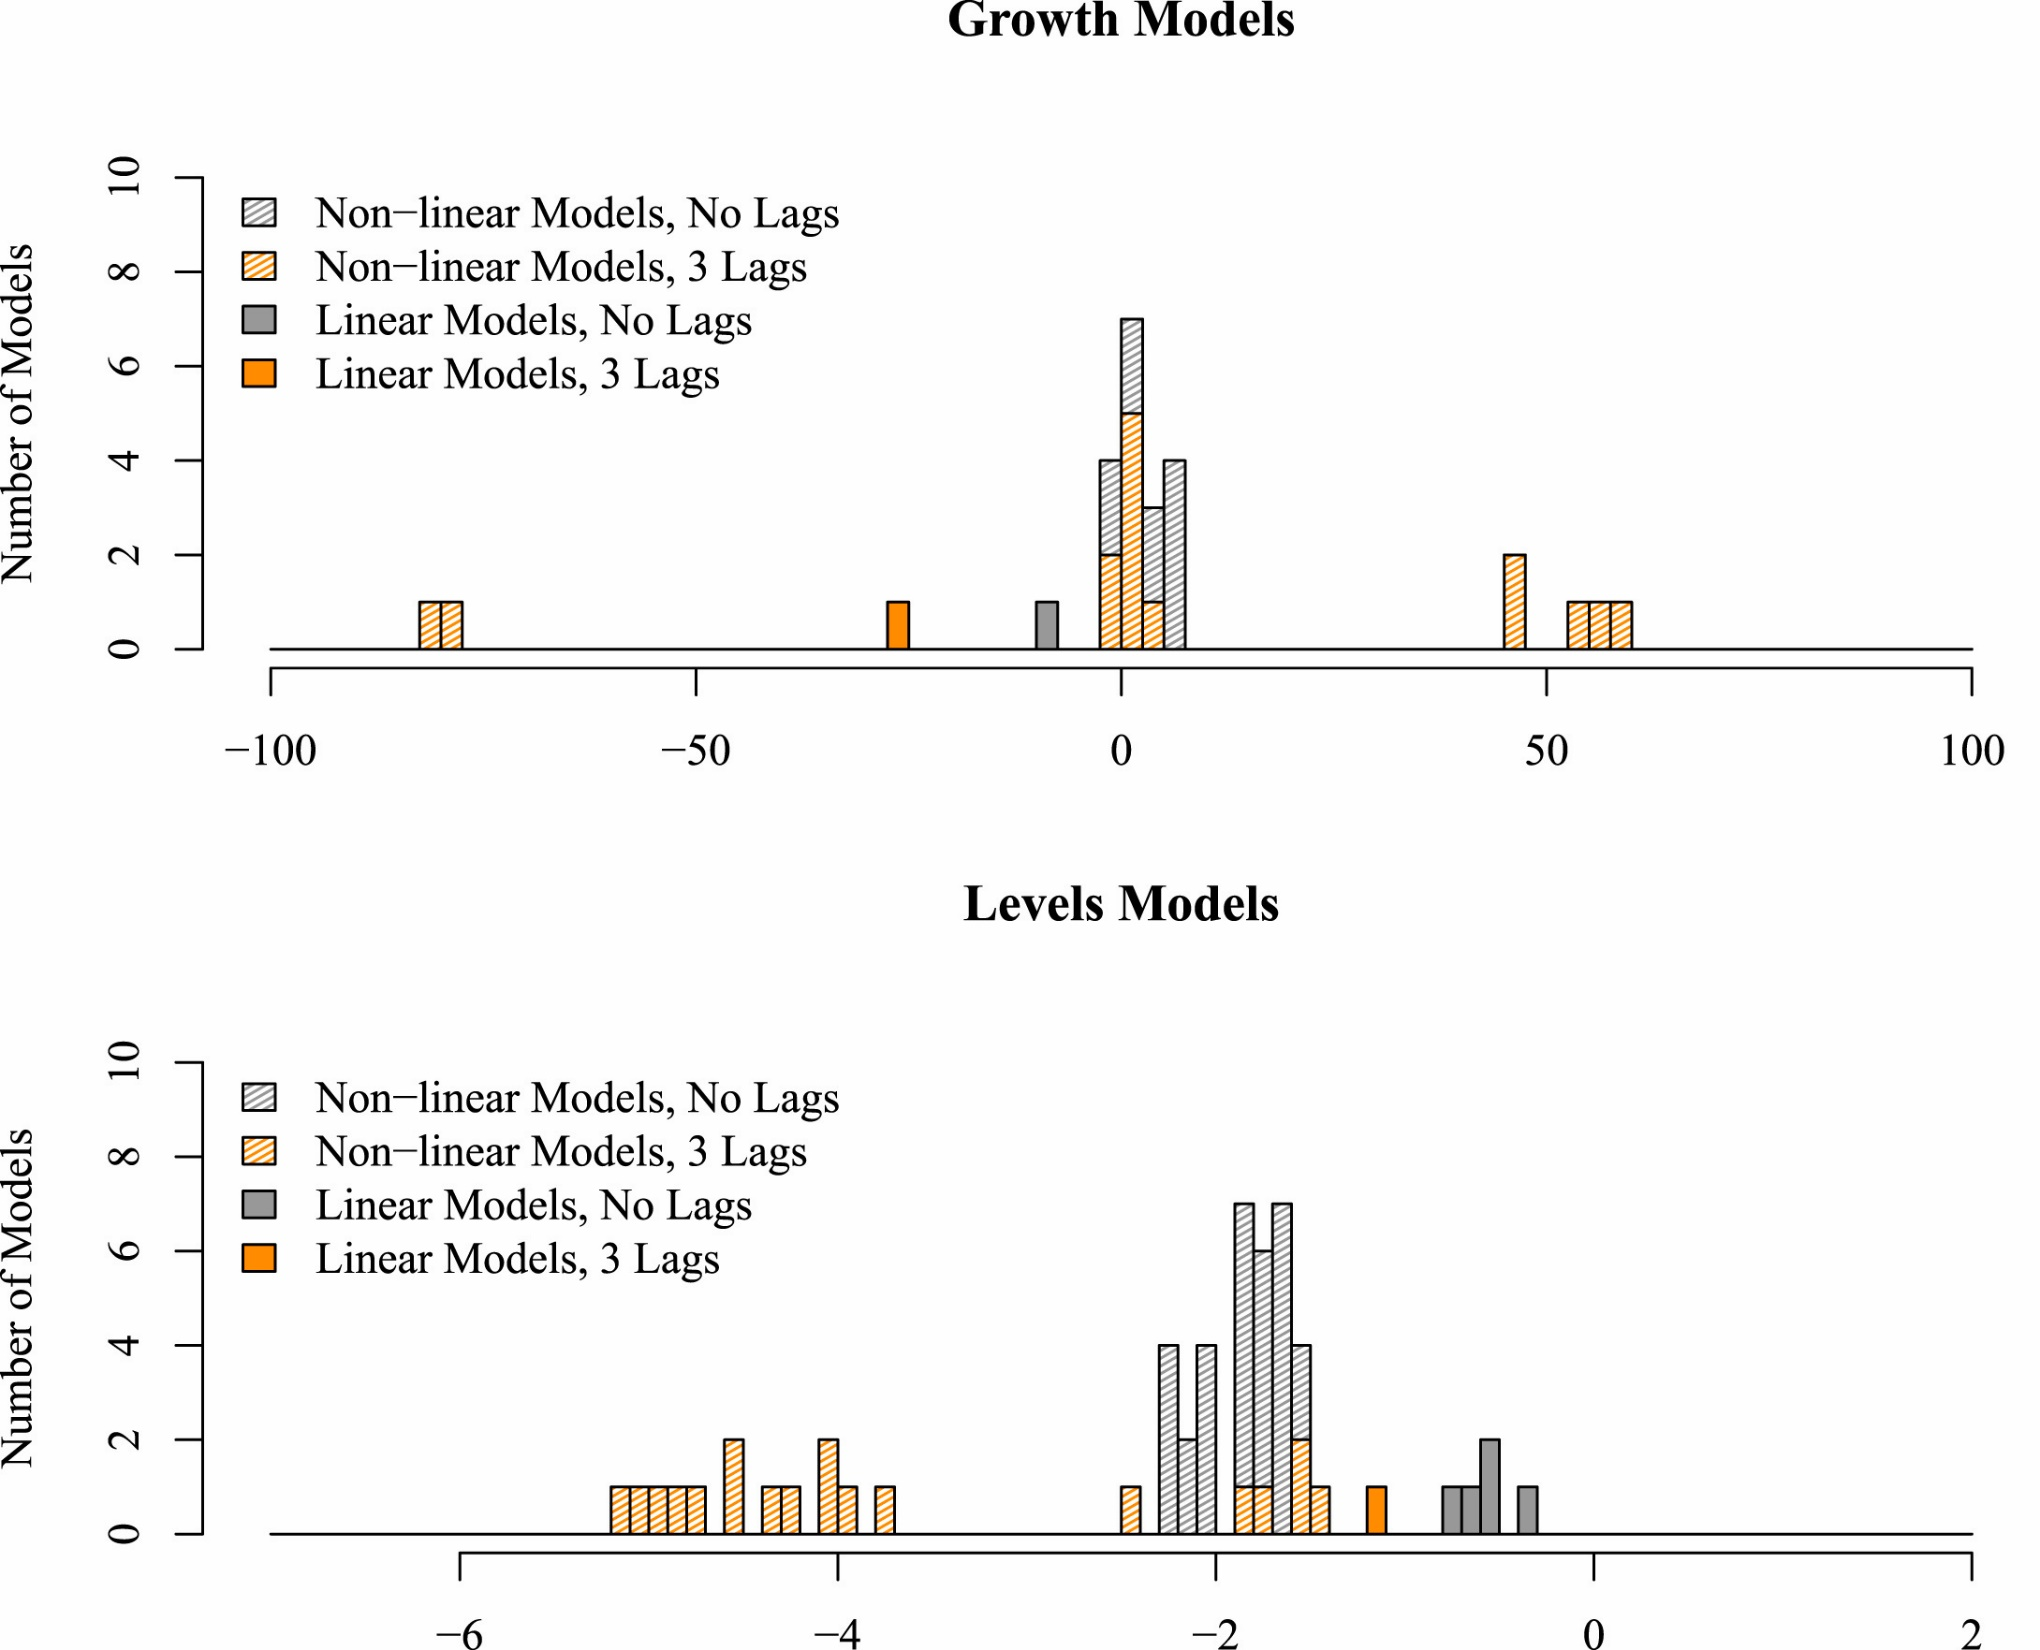 Growth Models
Number of Models
10
8
6
4
2
0
Non−linear Models, No Lags
Non−linear Models, 3 Lags
Linear Models, No Lags
Linear Models, 3 Lags
−100 −50 0 50 100
Levels Models
Number of Models
10
8
6
4
2
0
Non−linear Models, No Lags
Non−linear Models, 3 Lags
Linear Models, No Lags
Linear Models, 3 Lags
−6 −4 −2 0 2